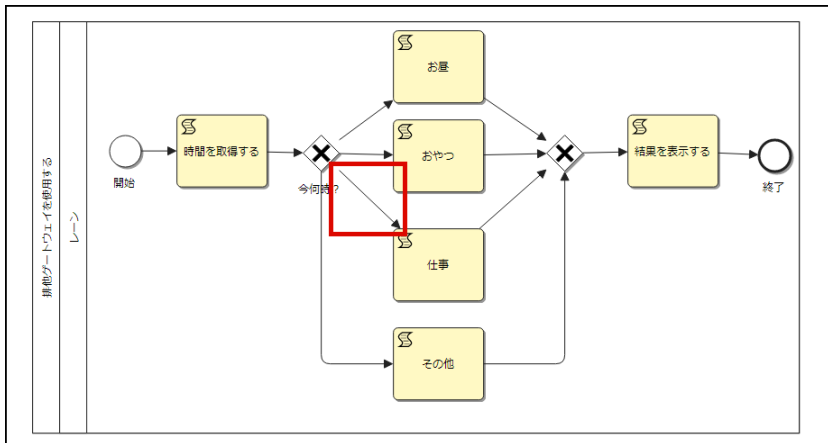 排他ゲートウェイを使用する
レーン
開始
時間を取得する
今何時?
お昼
おやつ
仕事
その他
結果を表示する
終了